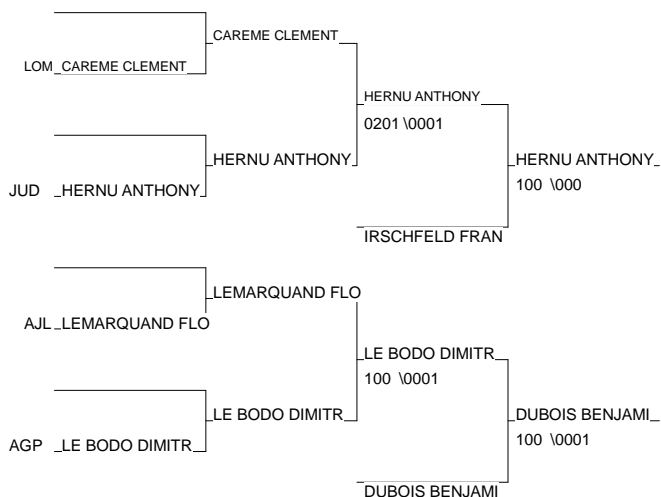 CAREME CLEMENT
LOM CAREME CLEMENT
HERNU ANTHONY
0201 \0001
HERNU ANTHONY
HERNU ANTHONY
JUD HERNU ANTHONY
100 \000
IRSCHFELD FRAN
LEMARQUAND FLO
AJL LEMARQUAND FLO
LE BODO DIMITR
100 \0001
LE BODO DIMITR
DUBOIS BENJAMI
AGP LE BODO DIMITR
100 \0001
DUBOIS BENJAMI